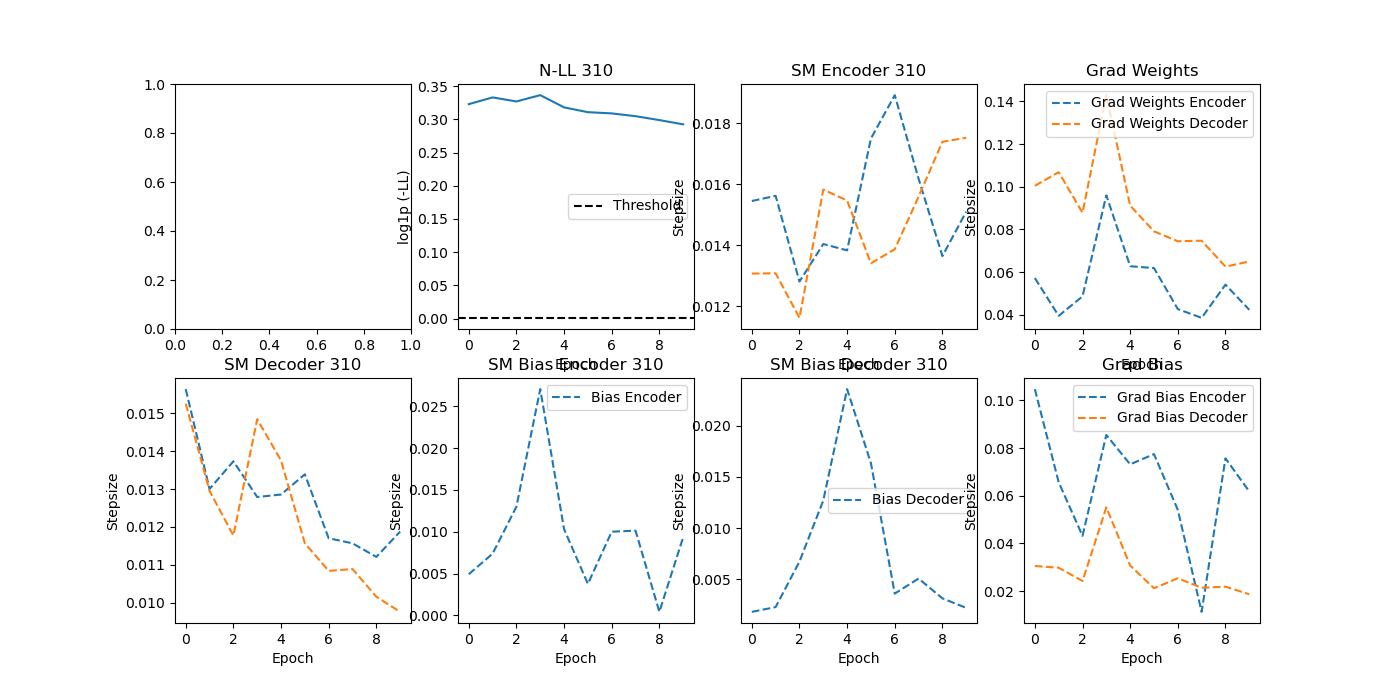 N-LL 310
SM Encoder 310
Grad Weights
1.0
0.8
0.6
0.4
0.2
0.0
0.0 0.2 0.4 0.6 0.8 1.0
log1p (-LL)
0.35
0.30
0.25
0.20
0.15
0.10
0.05
0.00
Threshold
0 2 4 6 8
Epoch
Stepsize
0.018
0.016
0.014
0.012
0 2 4 6 8
Epoch
Stepsize
0.14
0.12
0.10
0.08
0.06
0.04
Grad Weights Encoder
Grad Weights Decoder
0 2 4 6 8
Epoch
SM Decoder 310
SM Bias Encoder 310
SM Bias Decoder 310
Grad Bias
Stepsize
0.015
0.014
0.013
0.012
0.011
0.010
0 2 4 6 8
Epoch
Stepsize
0.025
0.020
0.015
0.010
0.005
0.000
Bias Encoder
0 2 4 6 8
Epoch
Stepsize
0.020
0.015
0.010
0.005
Bias Decoder
0 2 4 6 8
Epoch
Stepsize
0.10
0.08
0.06
0.04
0.02
Grad Bias Encoder
Grad Bias Decoder
0 2 4 6 8
Epoch